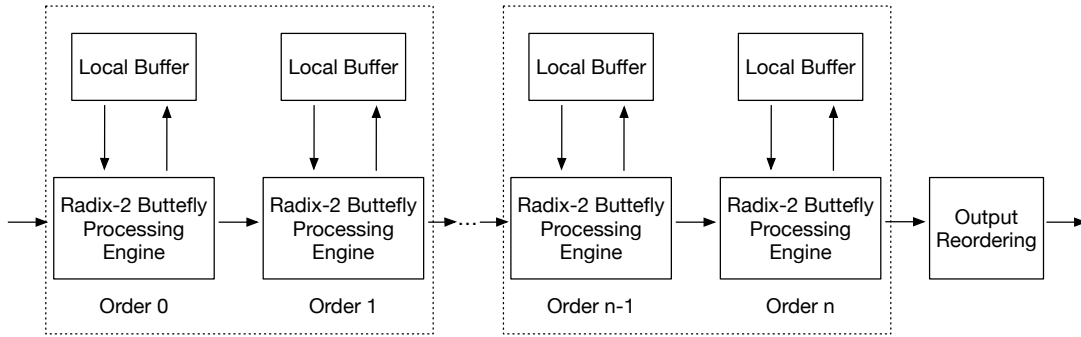 Local Buffer
Local Buffer
Local Buffer
Local Buffer
Radix-2 Buttefly
Processing
Engine
Radix-2 Buttefly
Processing
Engine
...
Radix-2 Buttefly
Processing
Engine
Radix-2 Buttefly
Processing
Engine
Output
Reordering
Order 0
Order 1
Order n-1
Order n